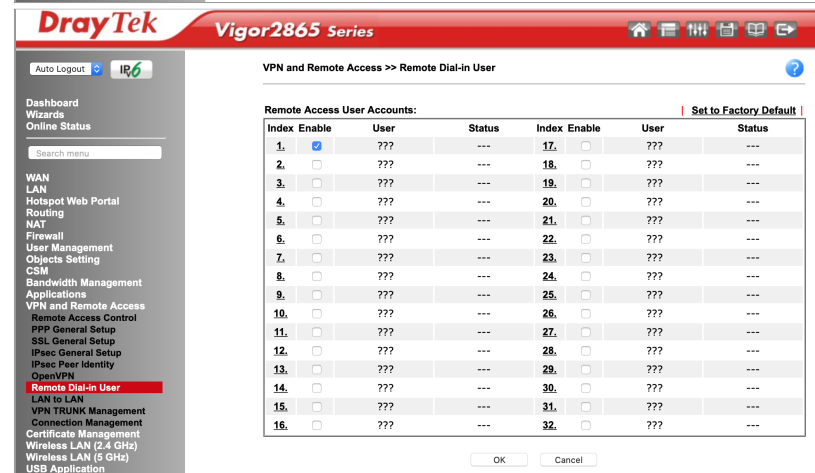 DrayTek
Vigor2865 Series
Auto Logout
IPv6
VPN and Remote Access >> Remote Dial-in User
?
Dashboard
Wizards
Online Status
Search menu
WAN
LAN
Hotspot Web Portal
Routing
NAT
Firewall
User Management
Objects Setting
CSM
Bandwidth Management
Applications
VPN and Remote Access
Remote Access Control
PPP General Setup
SSL General Setup
IPsec General Setup
IPsec Peer Identity
OpenVPN
Remote Dial-in User
LAN to LAN
VPN TRUNK Management
Connection Management
Certificate Management
Wireless LAN (2.4 GHz)
Wireless LAN (5 GHz)
USB Application
Remote Access User Accounts: | Set to Factory Default |
Index Enable User Status Index Enable User Status
1. ??? --- 17. ??? ---
2. ??? --- 18. ??? ---
3. ??? --- 19. ??? ---
4. ??? --- 20. ??? ---
5. ??? --- 21. ??? ---
6. ??? --- 22. ??? ---
7. ??? --- 23. ??? ---
8. ??? --- 24. ??? ---
9. ??? --- 25. ??? ---
10. ??? --- 26. ??? ---
11. ??? --- 27. ??? ---
12. ??? --- 28. ??? ---
13. ??? --- 29. ??? ---
14. ??? --- 30. ??? ---
15. ??? --- 31. ??? ---
16. ??? --- 32. ??? ---
OK Cancel